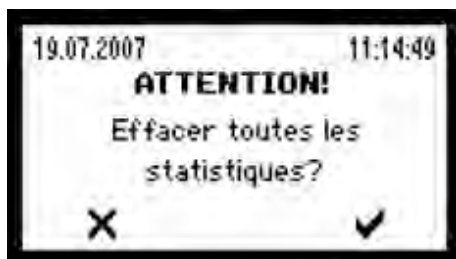 19.07.2007 11:14:49
ATTENTION!
Effacer toutes les
statistiques?